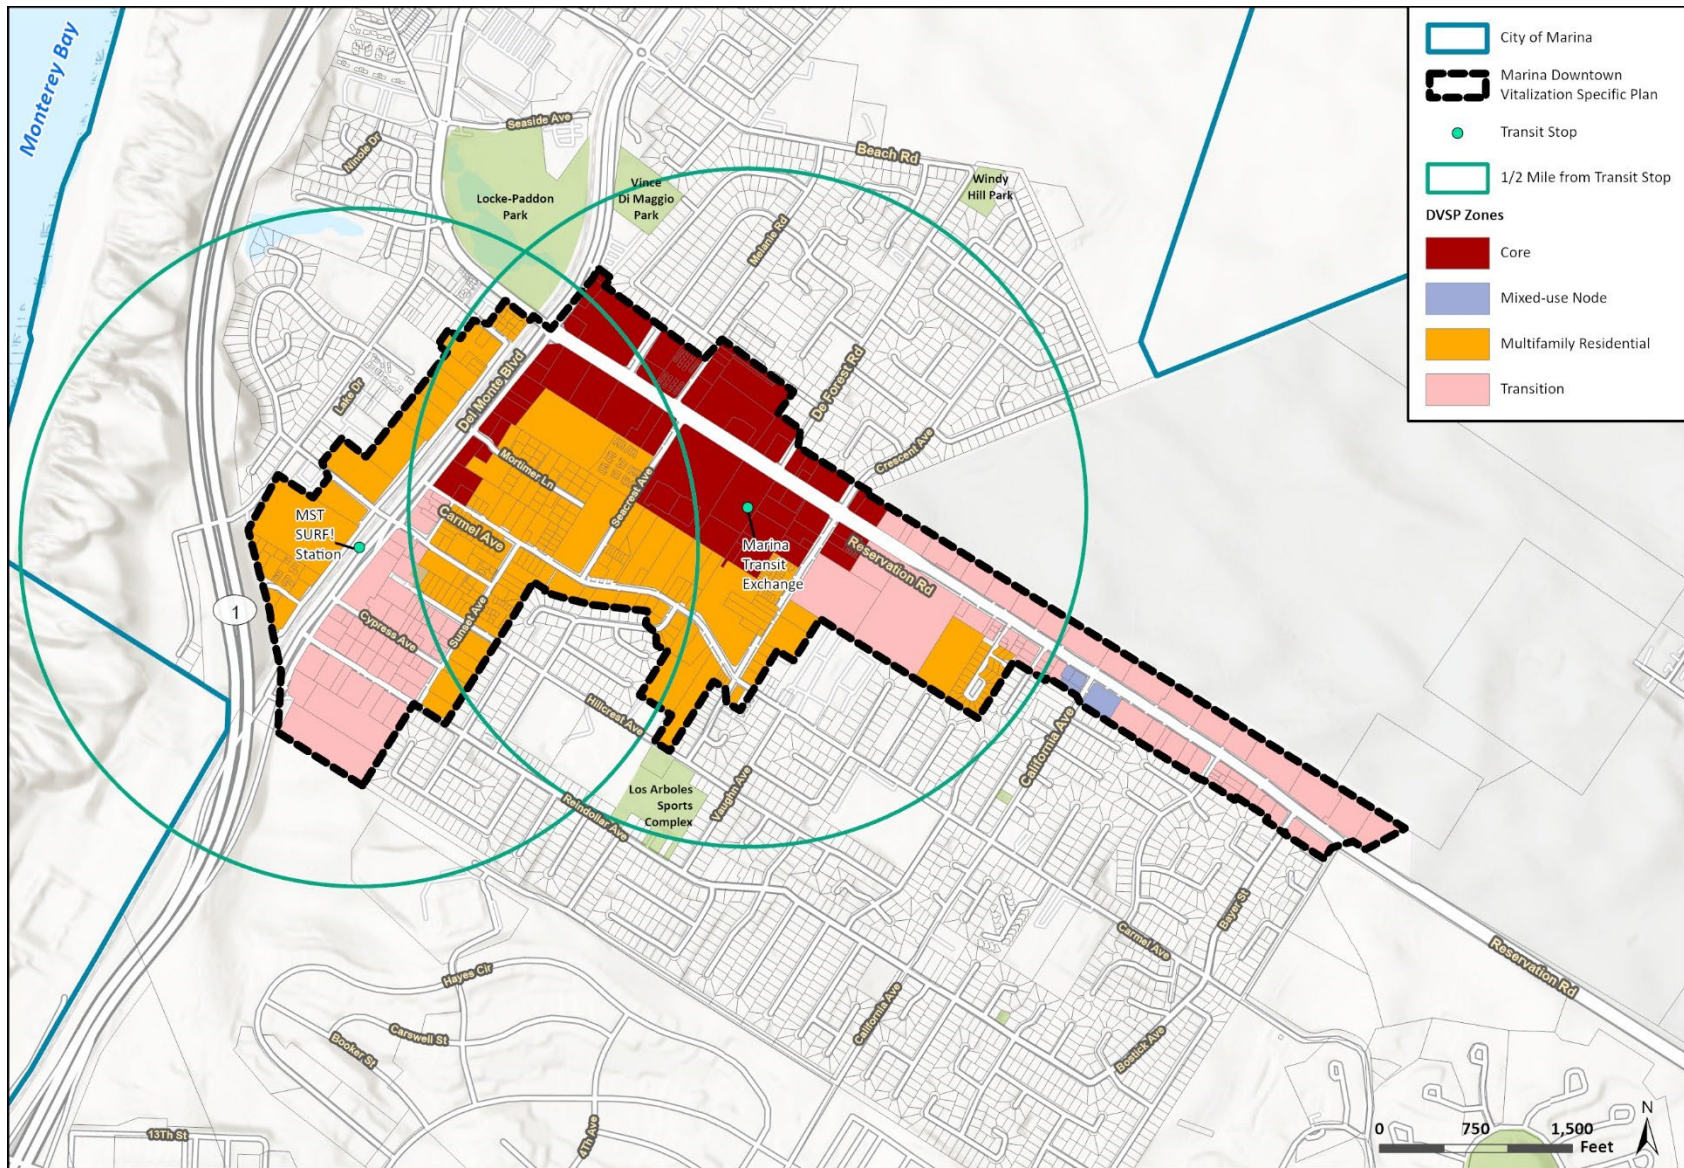 Monterey Bay
Seaside Ave
Ninole Dr
Beach Rd
Locke-Paddon
Park
Vince
Di Maggio
Park
Windy
Hill Park
Melanie Rd
De Forest Rd
Lake Dr
Del Monte Blvd
Crescent Ave
Mortimer Ln
Seacrest Ave
MST
SURF!
Station
Carmel Ave
Marina
Transit
Exchange
Reservation Rd
1
Cypress Ave
Sunset Ave
Hillcrest Ave
California Ave
Los Arboles
Sports
Complex
Vaughn Ave
Reindollar Ave
Bayer St
Carmel Ave
Reservation Rd
Hayes Cir
Carswell St
Booker St
California Ave
Bostick Ave
13Th St
4Th Ave
City of Marina
Marina Downtown
Vitalization Specific Plan
Transit Stop
1/2 Mile from Transit Stop
DVSP Zones
Core
Mixed-use Node
Multifamily Residential
Transition
N
0 750 1,500
Feet